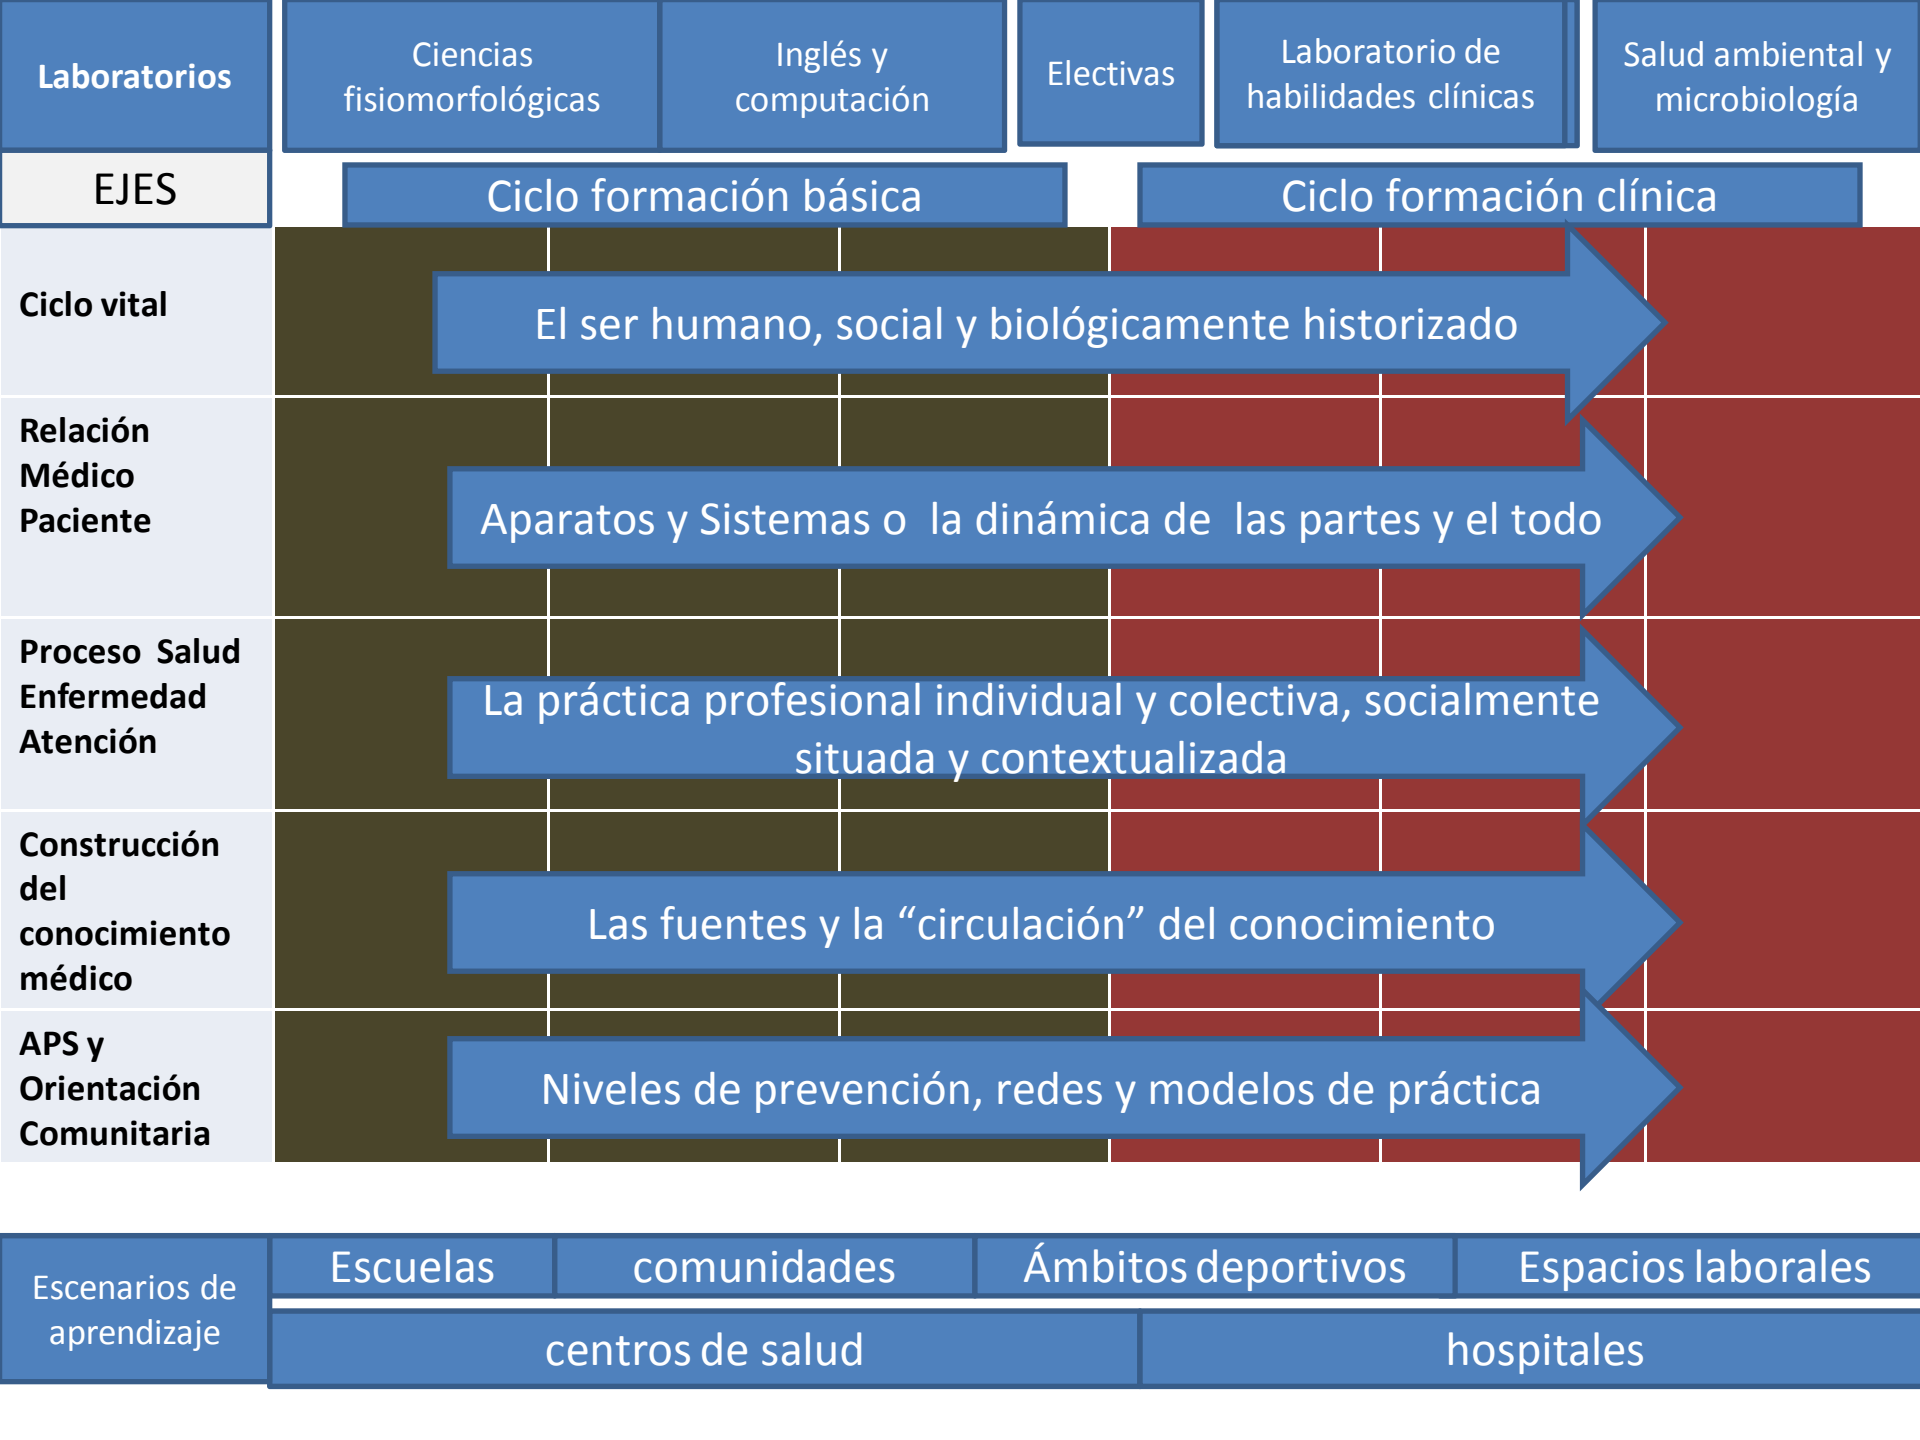 Laboratorios
Ciencias
fisiomorfológicas
Inglés y
computación
Electivas
Laboratorio de
habilidades clínicas
Salud ambiental y
microbiología
EJES
Ciclo formación básica
Ciclo formación clínica
Ciclo vital
El ser humano, social y biológicamente historizado
Relación
Médico
Paciente
Aparatos y Sistemas o la dinámica de las partes y el todo
Proceso Salud
Enfermedad
Atención
La práctica profesional individual y colectiva, socialmente
situada y contextualizada
Construcción
del
conocimiento
médico
Las fuentes y la “circulación” del conocimiento
APS y
Orientación
Comunitaria
Niveles de prevención, redes y modelos de práctica
Escenarios de
aprendizaje
Escuelas
comunidades
Ámbitos deportivos
Espacios laborales
centros de salud
hospitales